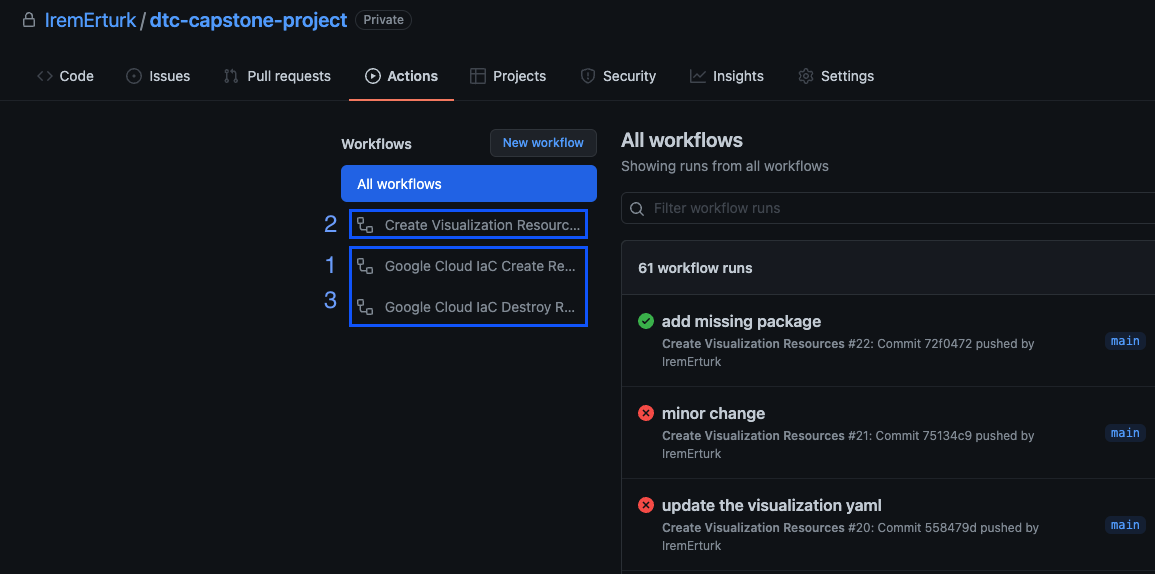 IremErturk / dtc-capstone-project Private
Code Issues Pull requests Actions Projects Security Insights Settings
Workflows New workflow
All workflows
2 Create Visualization Resourc...
1 Google Cloud IaC Create Re...
3 Google Cloud IaC Destroy R...
All workflows
Showing runs from all workflows
Filter workflow runs
61 workflow runs
add missing package
Create Visualization Resources #22: Commit 72f0472 pushed by
IremErturk
main
minor change
Create Visualization Resources #21: Commit 75134c9 pushed by
IremErturk
main
update the visualization yaml
Create Visualization Resources #20: Commit 558479d pushed by
IremErturk
main